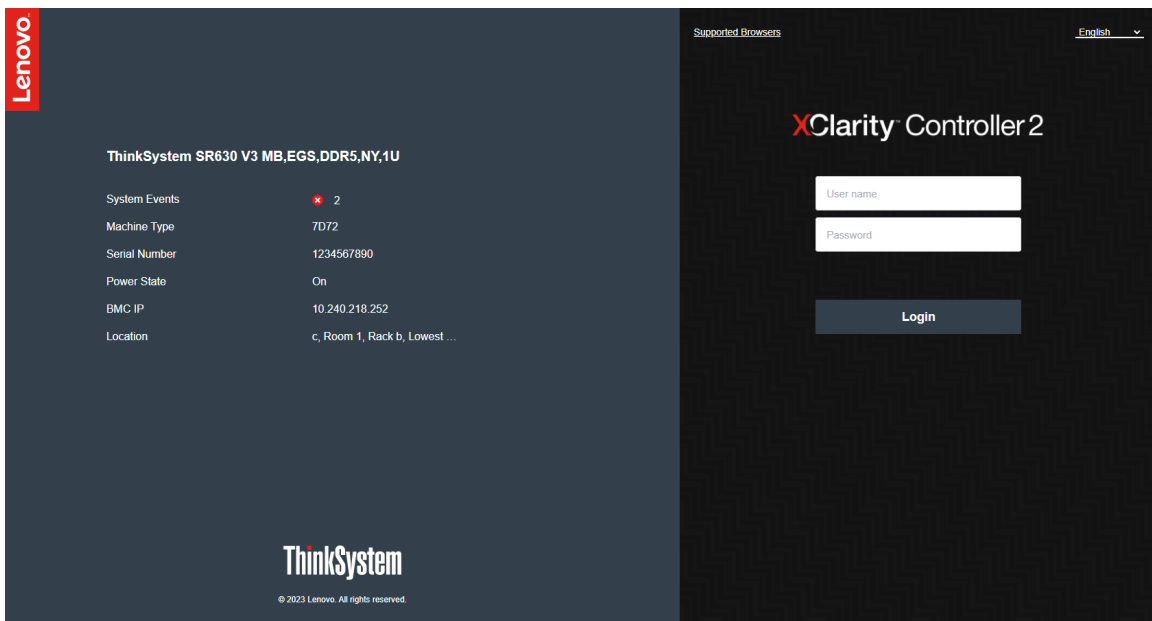 Lenovo.
ThinkSystem SR630 V3 MB,EGS,DDR5,NY,1U
System Events 2
Machine Type 7D72
Serial Number 1234567890
Power State On
BMC IP 10.240.218.252
Location c, Room 1, Rack b, Lowest ...
ThinkSystem
© 2023 Lenovo. All rights reserved.
Supported Browsers English
XClarity™ Controller 2
User name
Password
Login